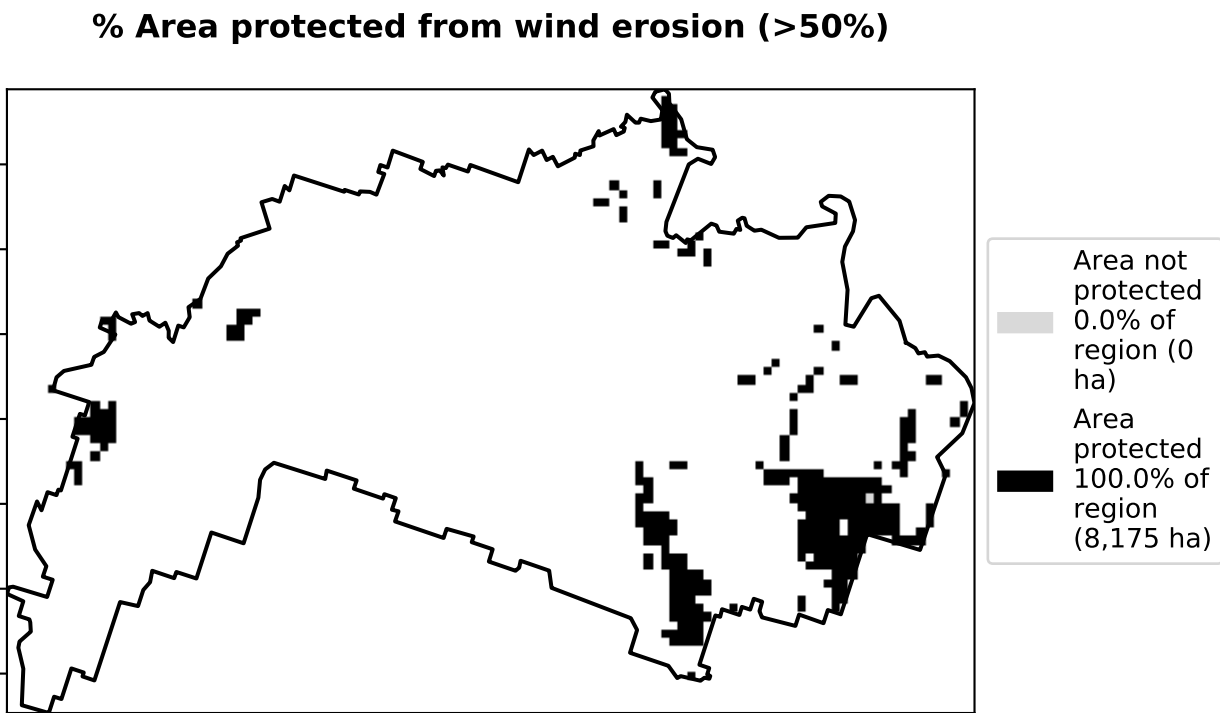 % Area protected from wind erosion (>50%)
Area not
protected
0.0% of
region (0
ha)
Area
protected
100.0% of
region
(8,175 ha)